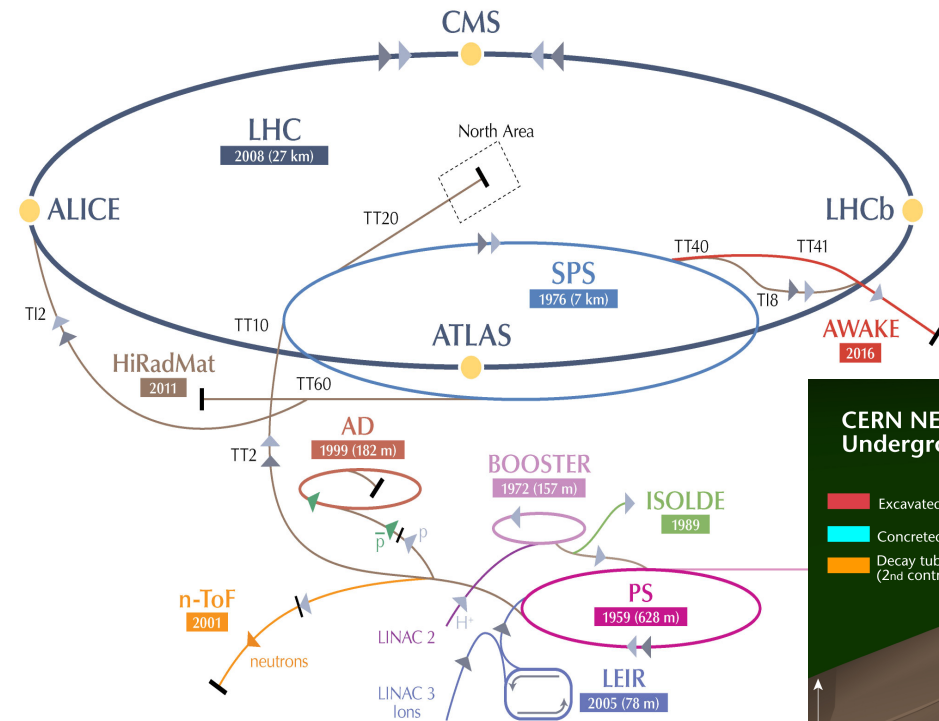 CMS
LHC
2008 (27 km)
North Area
ALICE
LHCb
TT20
TT40
TT41
SPS
1976 (7 km)
TI2
TT10
TI8
ATLAS
AWAKE
2016
HiRadMat
2011
TT60
AD
1999 (182 m)
TT2
BOOSTER
1972 (157 m)
ISOLDE
1989
p
p
n-ToF
2001
neutrons
H+
LINAC 2
PS
1959 (628 m)
LINAC 3
Ions
LEIR
2005 (78 m)
CERN NE
Undergro
Excavated
Concreted
Decay tub
(2nd contr